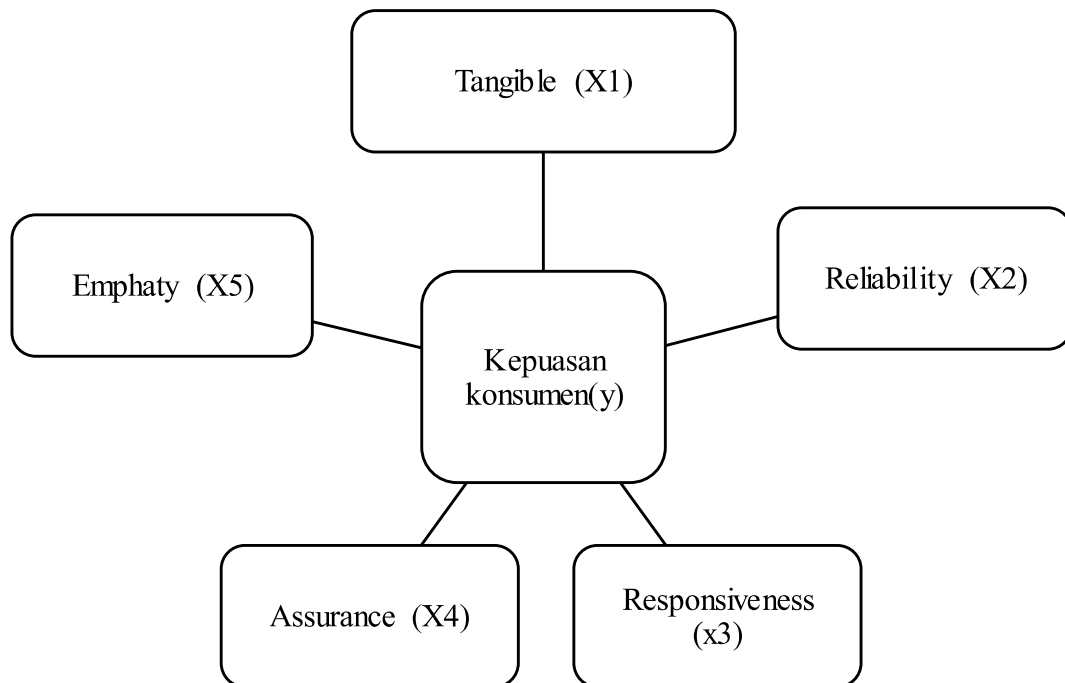 Tangible (X1)
Emphaty (X5)
Reliability (X2)
Kepuasan
konsumen(y)
Assurance (X4)
Responsiveness
(x3)